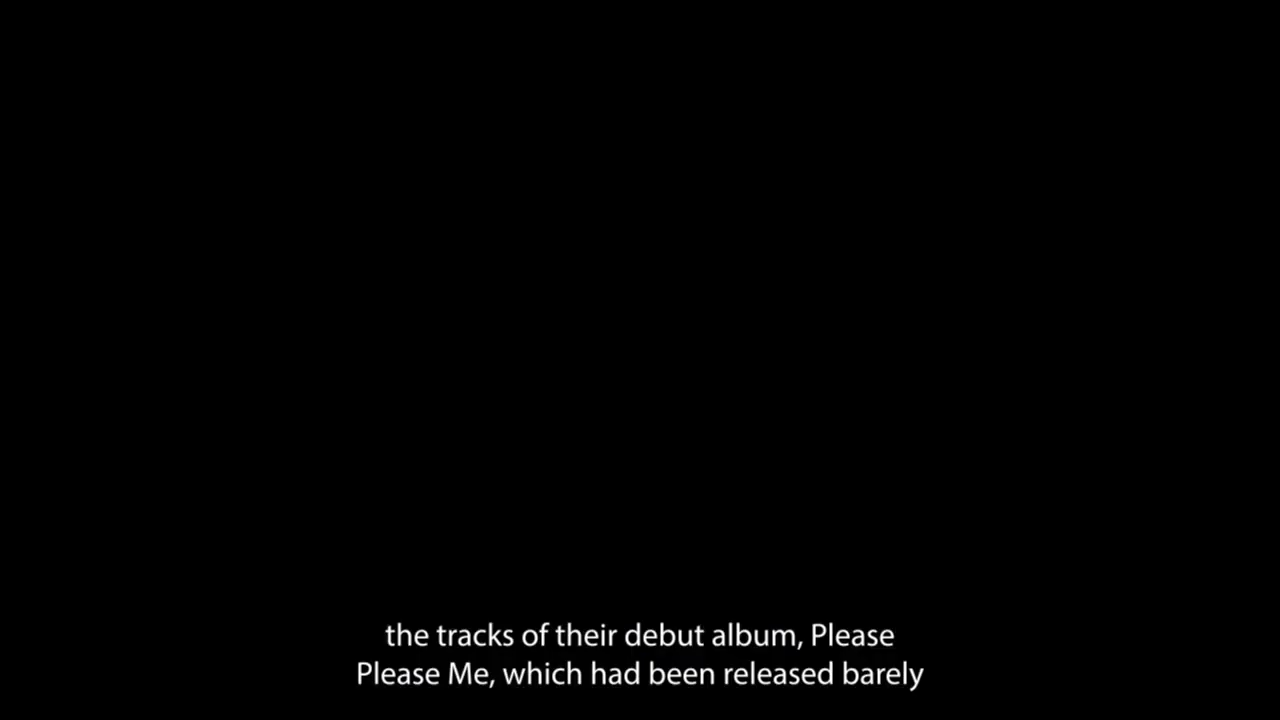 the tracks of their debut album, Please
Please Me, which had been released barely